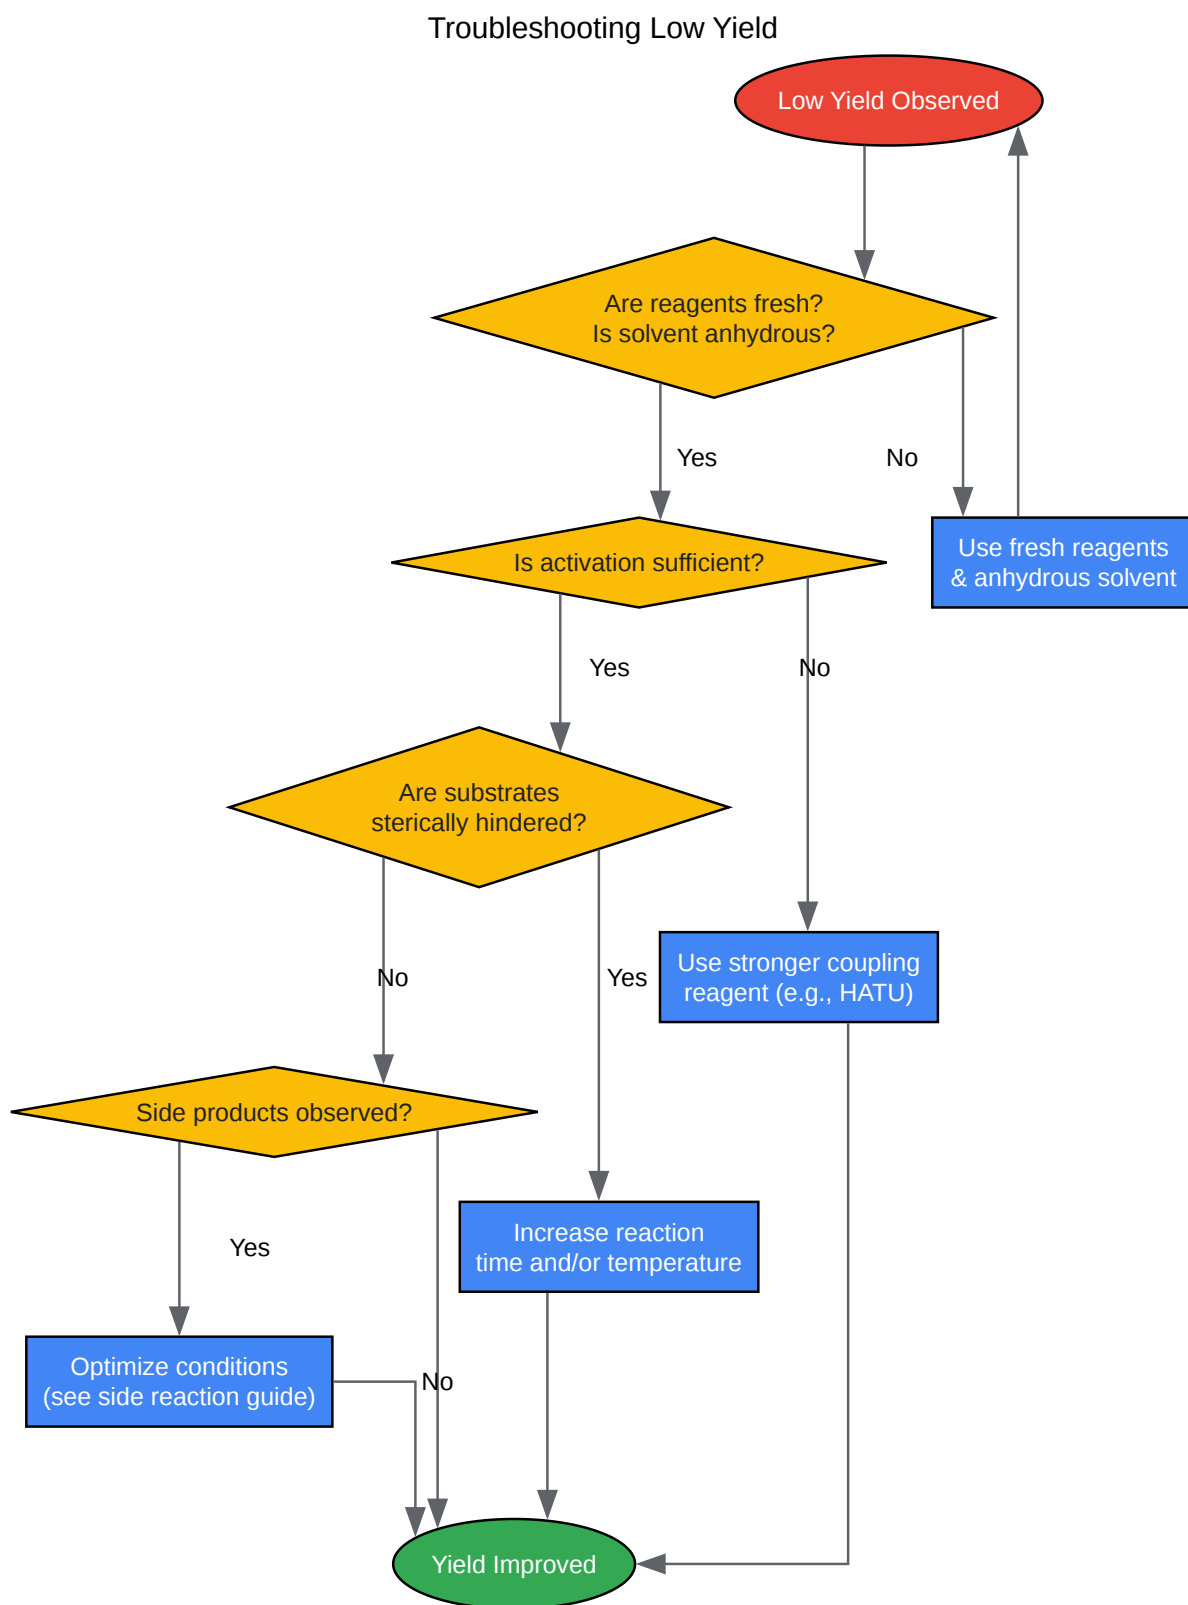 Troubleshooting Low Yield
Low Yield Observed
Are reagents fresh?
Is solvent anhydrous?
Yes
No
Use fresh reagents
& anhydrous solvent
Is activation sufficient?
Yes
No
Are substrates
sterically hindered?
Use stronger coupling
reagent (e.g., HATU)
No
Yes
Side products observed?
Increase reaction
time and/or temperature
Yes
Optimize conditions
(see side reaction guide)
No
Yield Improved